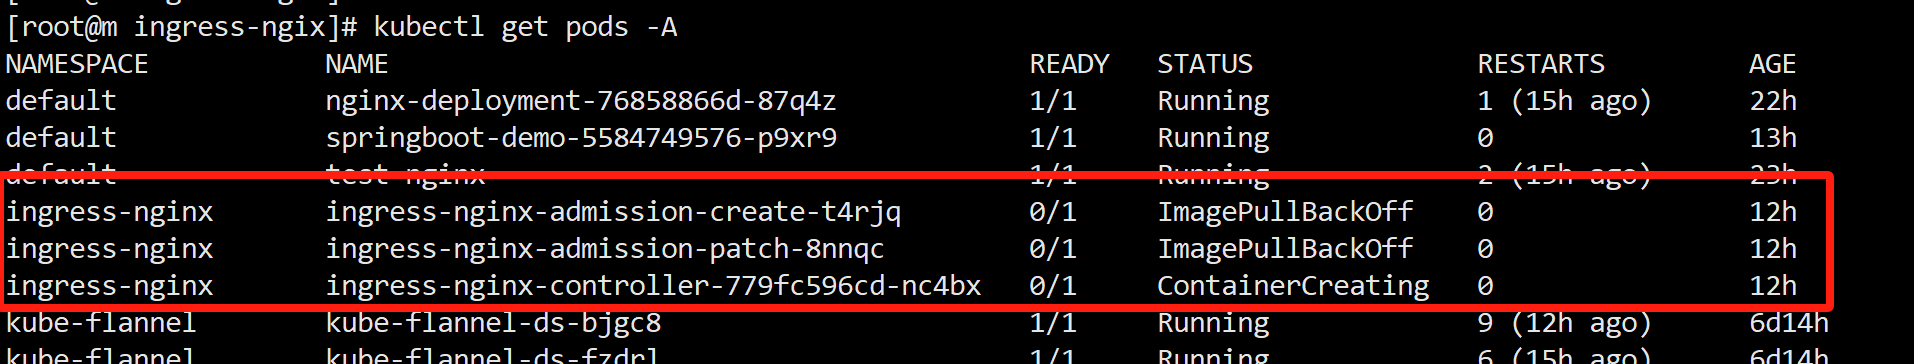 [root@m ingress-ngix]# kubectl get pods -A
NAMESPACE NAME READY STATUS RESTARTS AGE
default nginx-deployment-76858866d-87q4z 1/1 Running 1 (15h ago) 22h
default springboot-demo-5584749576-p9xr9 1/1 Running 0 13h
default test-nginx 1/1 Running 2 (15h ago) 23h
ingress-nginx ingress-nginx-admission-create-t4rjq 0/1 ImagePullBackOff 0 12h
ingress-nginx ingress-nginx-admission-patch-8nnqc 0/1 ImagePullBackOff 0 12h
ingress-nginx ingress-nginx-controller-779fc596cd-nc4bx 0/1 ContainerCreating 0 12h
kube-flannel kube-flannel-ds-bjgc8 1/1 Running 9 (12h ago) 6d14h
kube-flannel kube-flannel-ds-fzdrl 1/1 Running 6 (15h ago) 6d14h